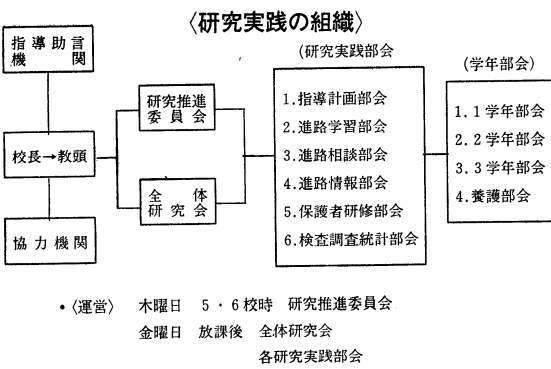 〈研究実践の組織〉
指導助言
機関
校長→教頭
協力機関
研究推進
委員会
全体
研究会
(研究実践部会
1.指導計画部会
2.進路学習部会
3.進路相談部会
4.進路情報部会
5.保護者研修部会
6.検査調査統計部会
(学年部会)
1.1学年部会
2.2学年部会
3.3学年部会
4.養護部会
・〈運営〉 木曜日 5・6校時 研究推進委員会
金曜日 放課後 全体研究会
各研究実践部会